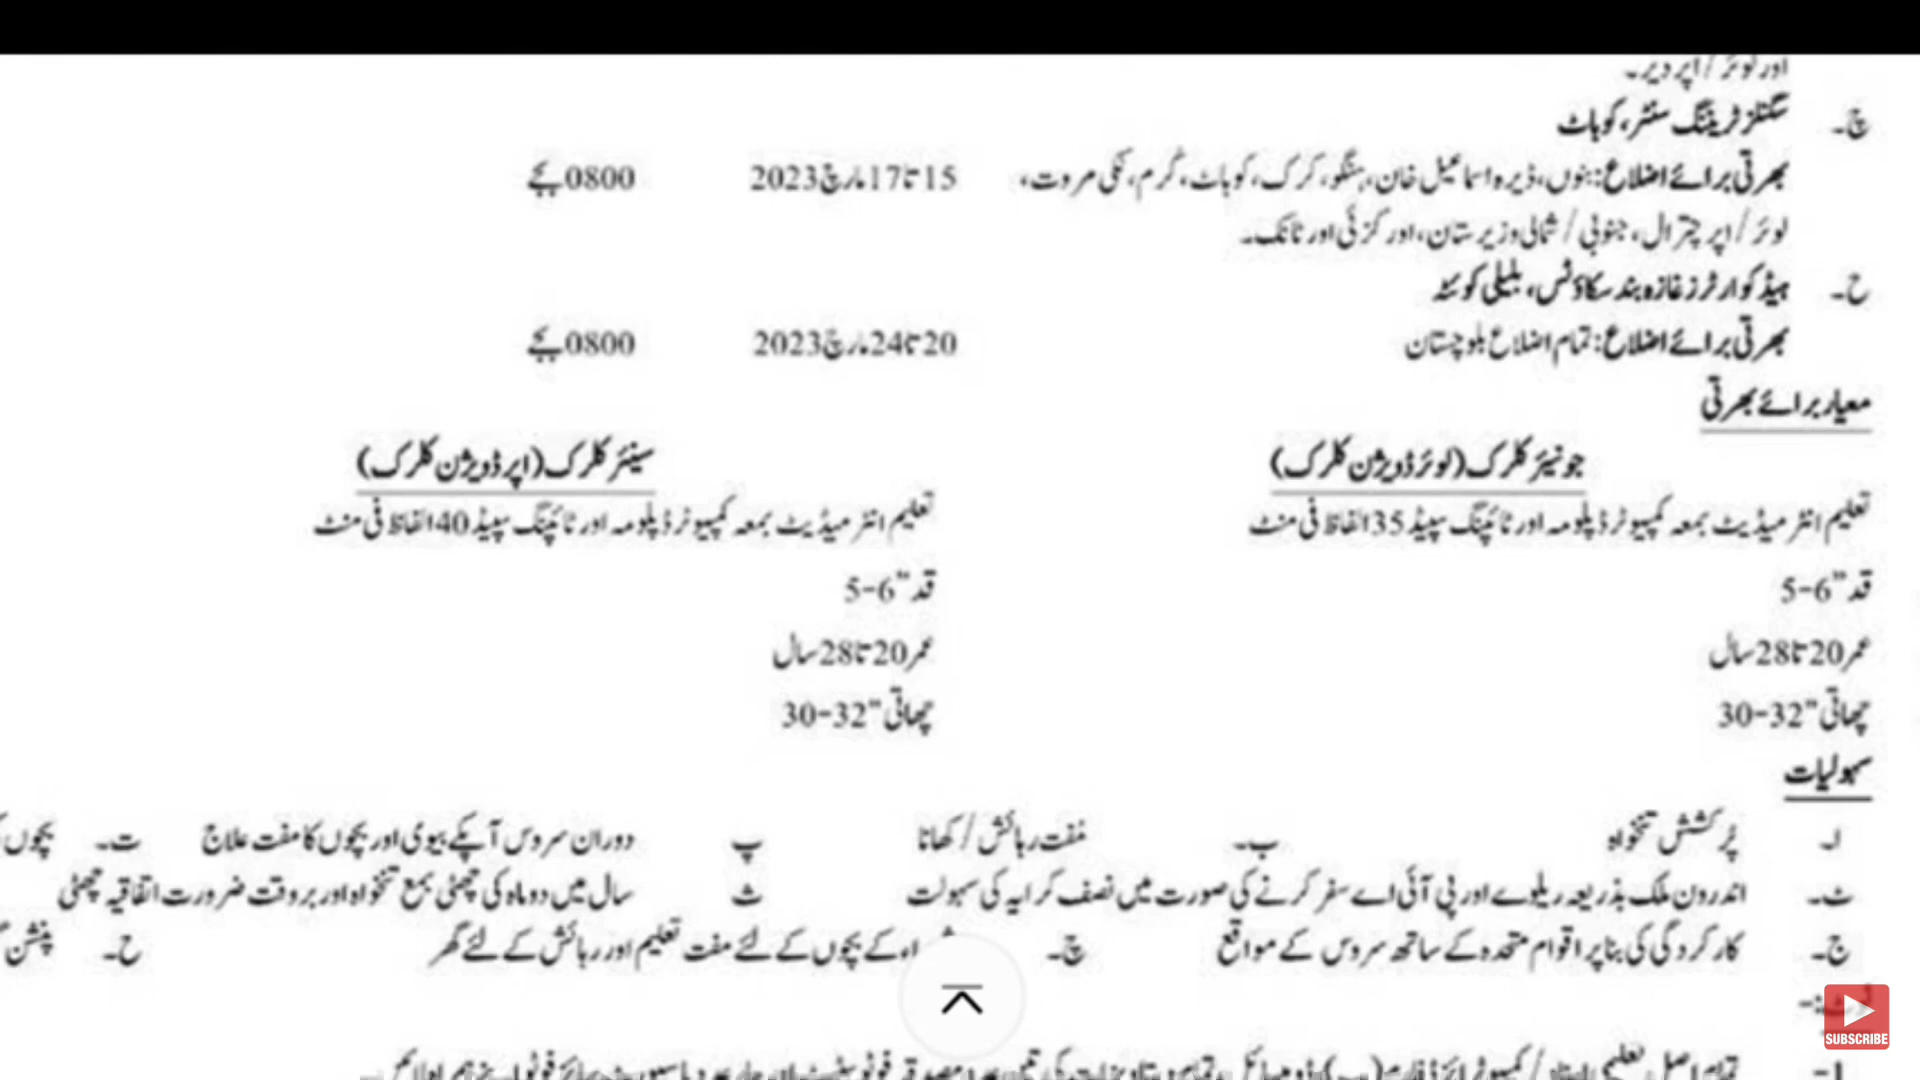 اور لوئر / اپر دیر۔
چ۔ سگنلز ٹریننگ سنٹر، کوہاٹ
بھرتی برائے اضلاع: بنوں، ڈیرہ اسماعیل خان، ہنگو، کرک، کوہاٹ، کُرم، لکی مروت، 15 تا 17 مارچ 2023 0800 بجے
لوئر / اپر چترال، جنوبی / شمالی وزیرستان، اورکزئی اور ٹانک۔
ح۔ ہیڈ کوارٹرز غازہ بند سکاؤٹس، بلیلی کوئٹہ
بھرتی برائے اضلاع: تمام اضلاع بلوچستان 20 تا 24 مارچ 2023 0800 بجے
معیار برائے بھرتی
جونیئر کلرک (لوئر ڈویژن کلرک) سینئر کلرک (اپر ڈویژن کلرک)
تعلیم انٹرمیڈیٹ بمعہ کمپیوٹر ڈپلومہ اور ٹائپنگ سپیڈ 35 الفاظ فی منٹ تعلیم انٹرمیڈیٹ بمعہ کمپیوٹر ڈپلومہ اور ٹائپنگ سپیڈ 40 الفاظ فی منٹ
قد "6-5 قد "6-5
عمر 20 تا 28 سال عمر 20 تا 28 سال
چھاتی "32-30 چھاتی "32-30
سہولیات
ا۔ پُرکشش تنخواہ ب۔ مُفت رہائش / کھانا پ دوران سروس آپکے بیوی اور بچوں کا مفت علاج ت۔ بچوں
ٹ۔ اندرون ملک بذریعہ ریلوے اور پی آئی اے سفر کرنے کی صورت میں نصف کرایہ کی سہولت ث سال میں دو ماہ کی چھٹی بمع تنخواہ اور بروقت ضرورت اتفاقیہ چھٹی
ج۔ کارکردگی کی بنا پر اقوام متحدہ کے ساتھ سروس کے مواقع چ۔ کے بچوں کے لئے مفت تعلیم اور رہائش کے لئے گھر ح۔ پنشن
SUBSCRIBE